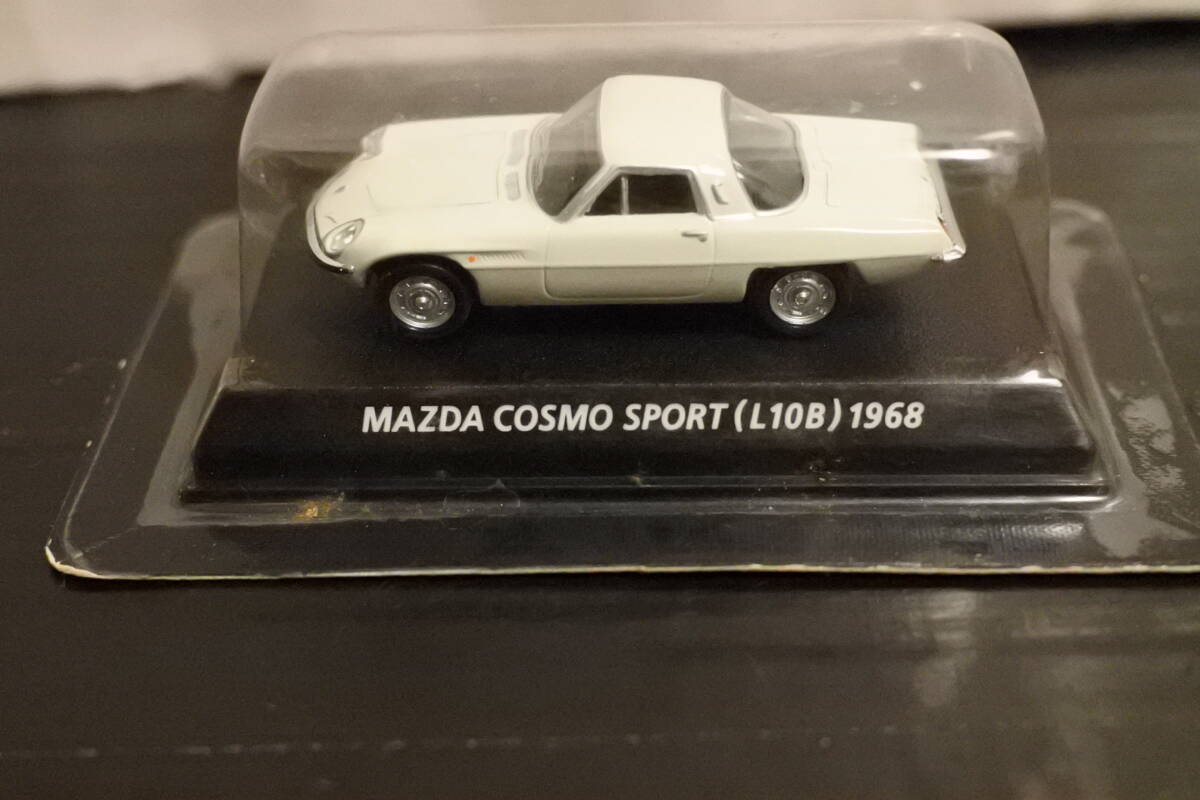 MAZDA COSMO SPORT (L10B) 1968